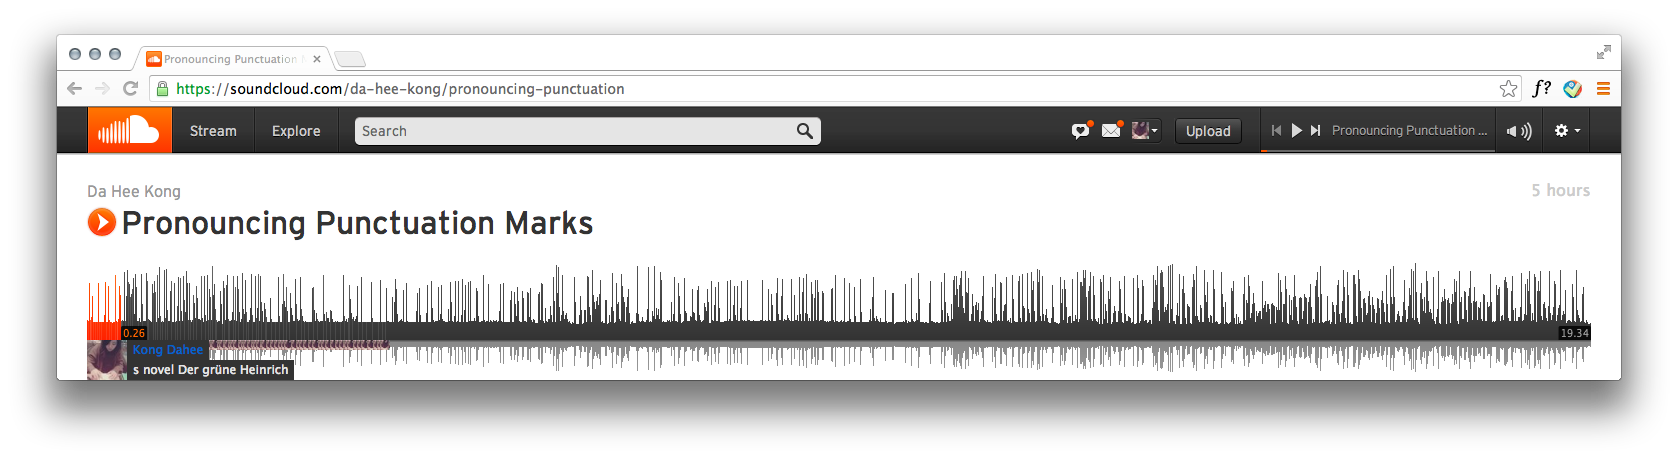 Pronouncing Punctuation M
https://soundcloud.com/da-hee-kong/pronouncing-punctuation
f?
Stream
Explore
Search
Upload
Pronouncing Punctuation ...
Da Hee Kong
5 hours
Pronouncing Punctuation Marks
0.26
19.34
Kong Dahee
s novel Der grüne Heinrich